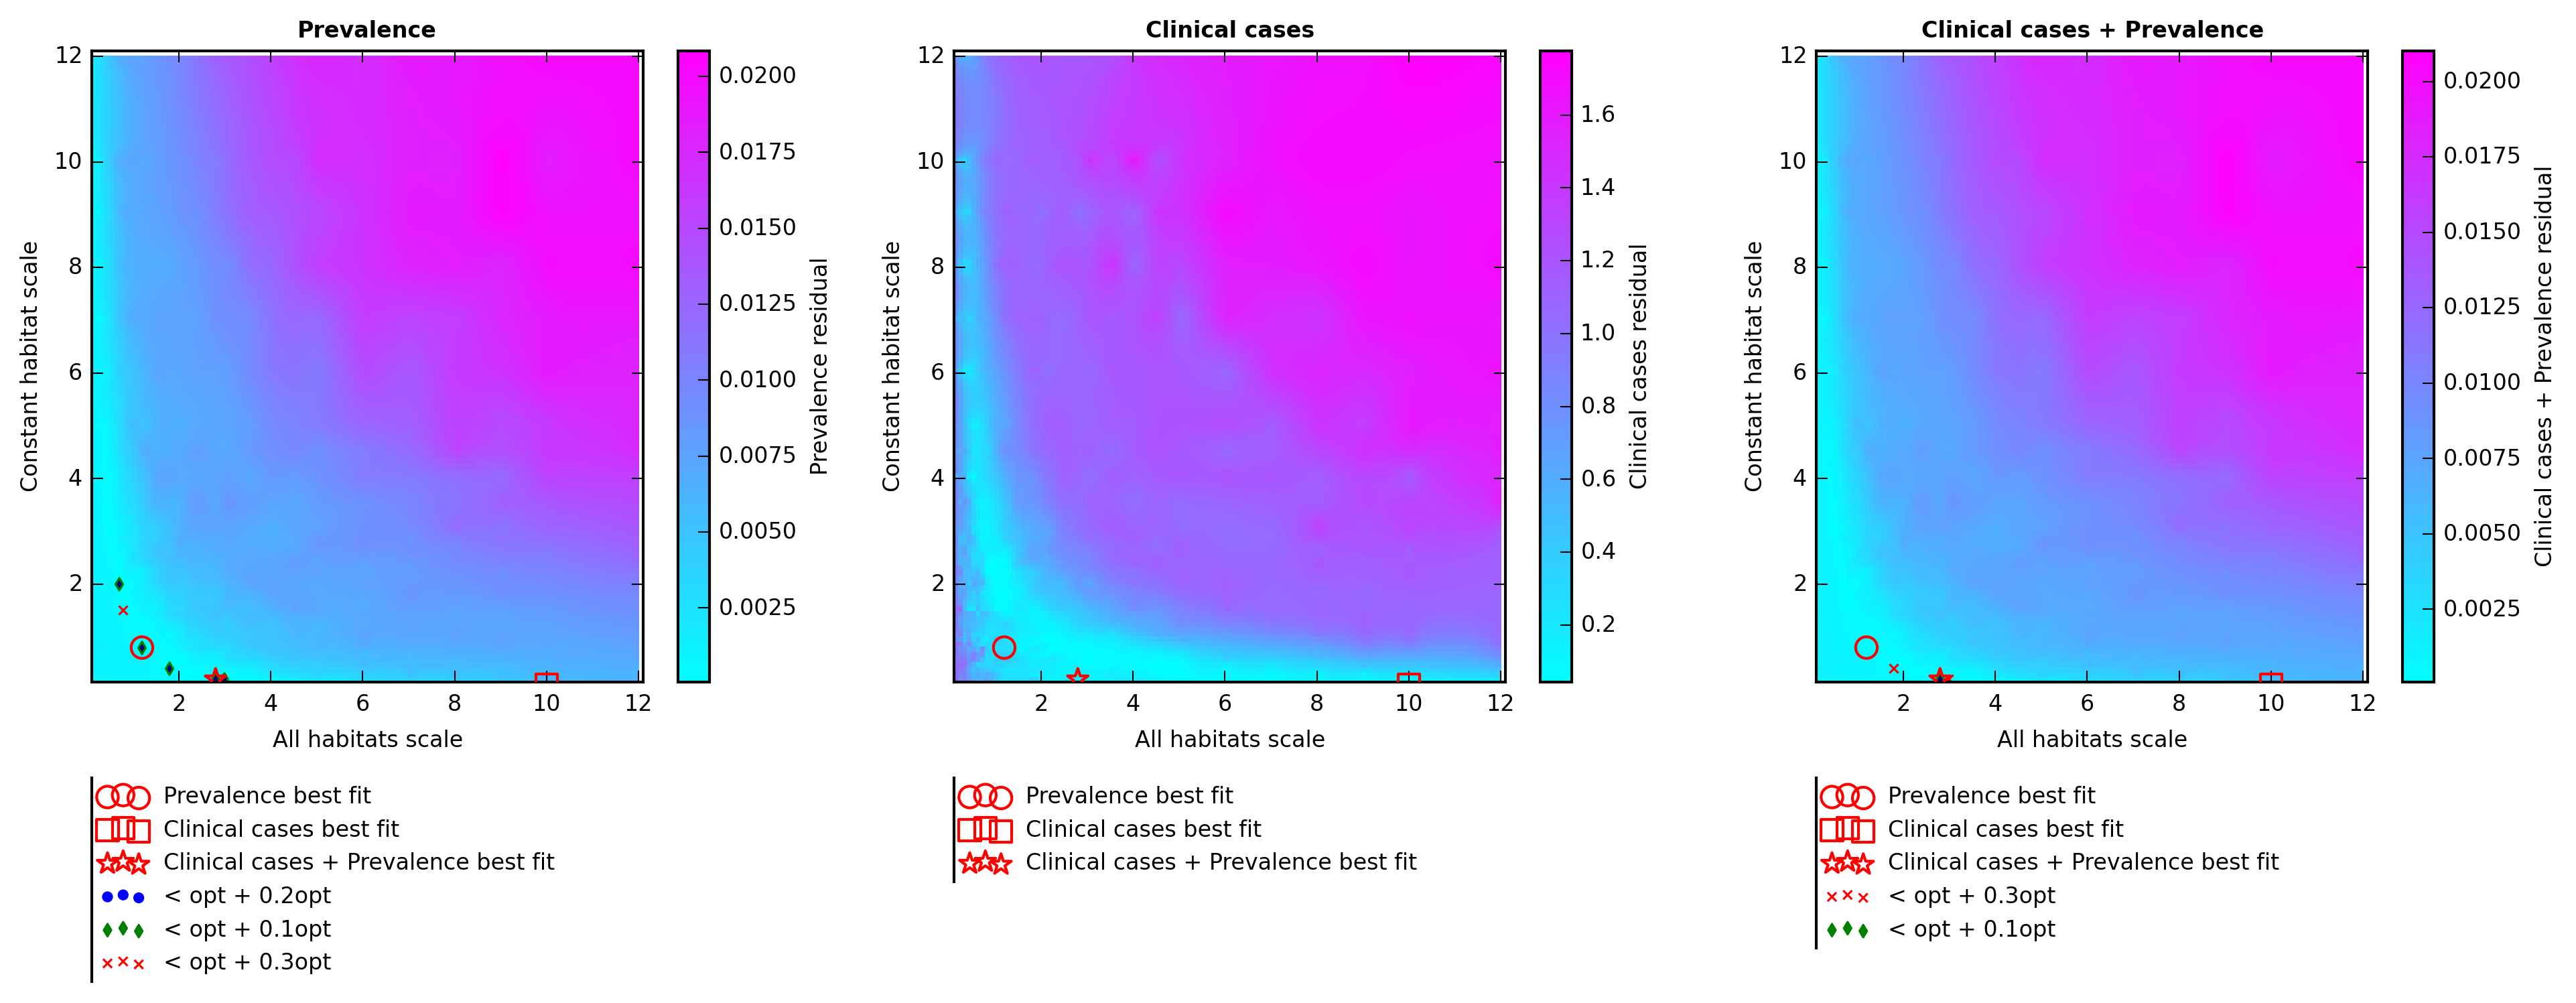 Prevalence
12
10
8
6
4
2
Constant habitat scale
2 4 6 8 10 12
All habitats scale
0.0200
0.0175
0.0150
0.0125
0.0100
0.0075
0.0050
0.0025
Prevalence residual
Prevalence best fit
Clinical cases best fit
Clinical cases + Prevalence best fit
< opt + 0.2opt
< opt + 0.1opt
< opt + 0.3opt
Clinical cases
12
10
8
6
4
2
Constant habitat scale
2 4 6 8 10 12
All habitats scale
1.6
1.4
1.2
1.0
0.8
0.6
0.4
0.2
Clinical cases residual
Prevalence best fit
Clinical cases best fit
Clinical cases + Prevalence best fit
Clinical cases + Prevalence
12
10
8
6
4
2
Constant habitat scale
2 4 6 8 10 12
All habitats scale
0.0200
0.0175
0.0150
0.0125
0.0100
0.0075
0.0050
0.0025
Clinical cases + Prevalence residual
Prevalence best fit
Clinical cases best fit
Clinical cases + Prevalence best fit
< opt + 0.3opt
< opt + 0.1opt